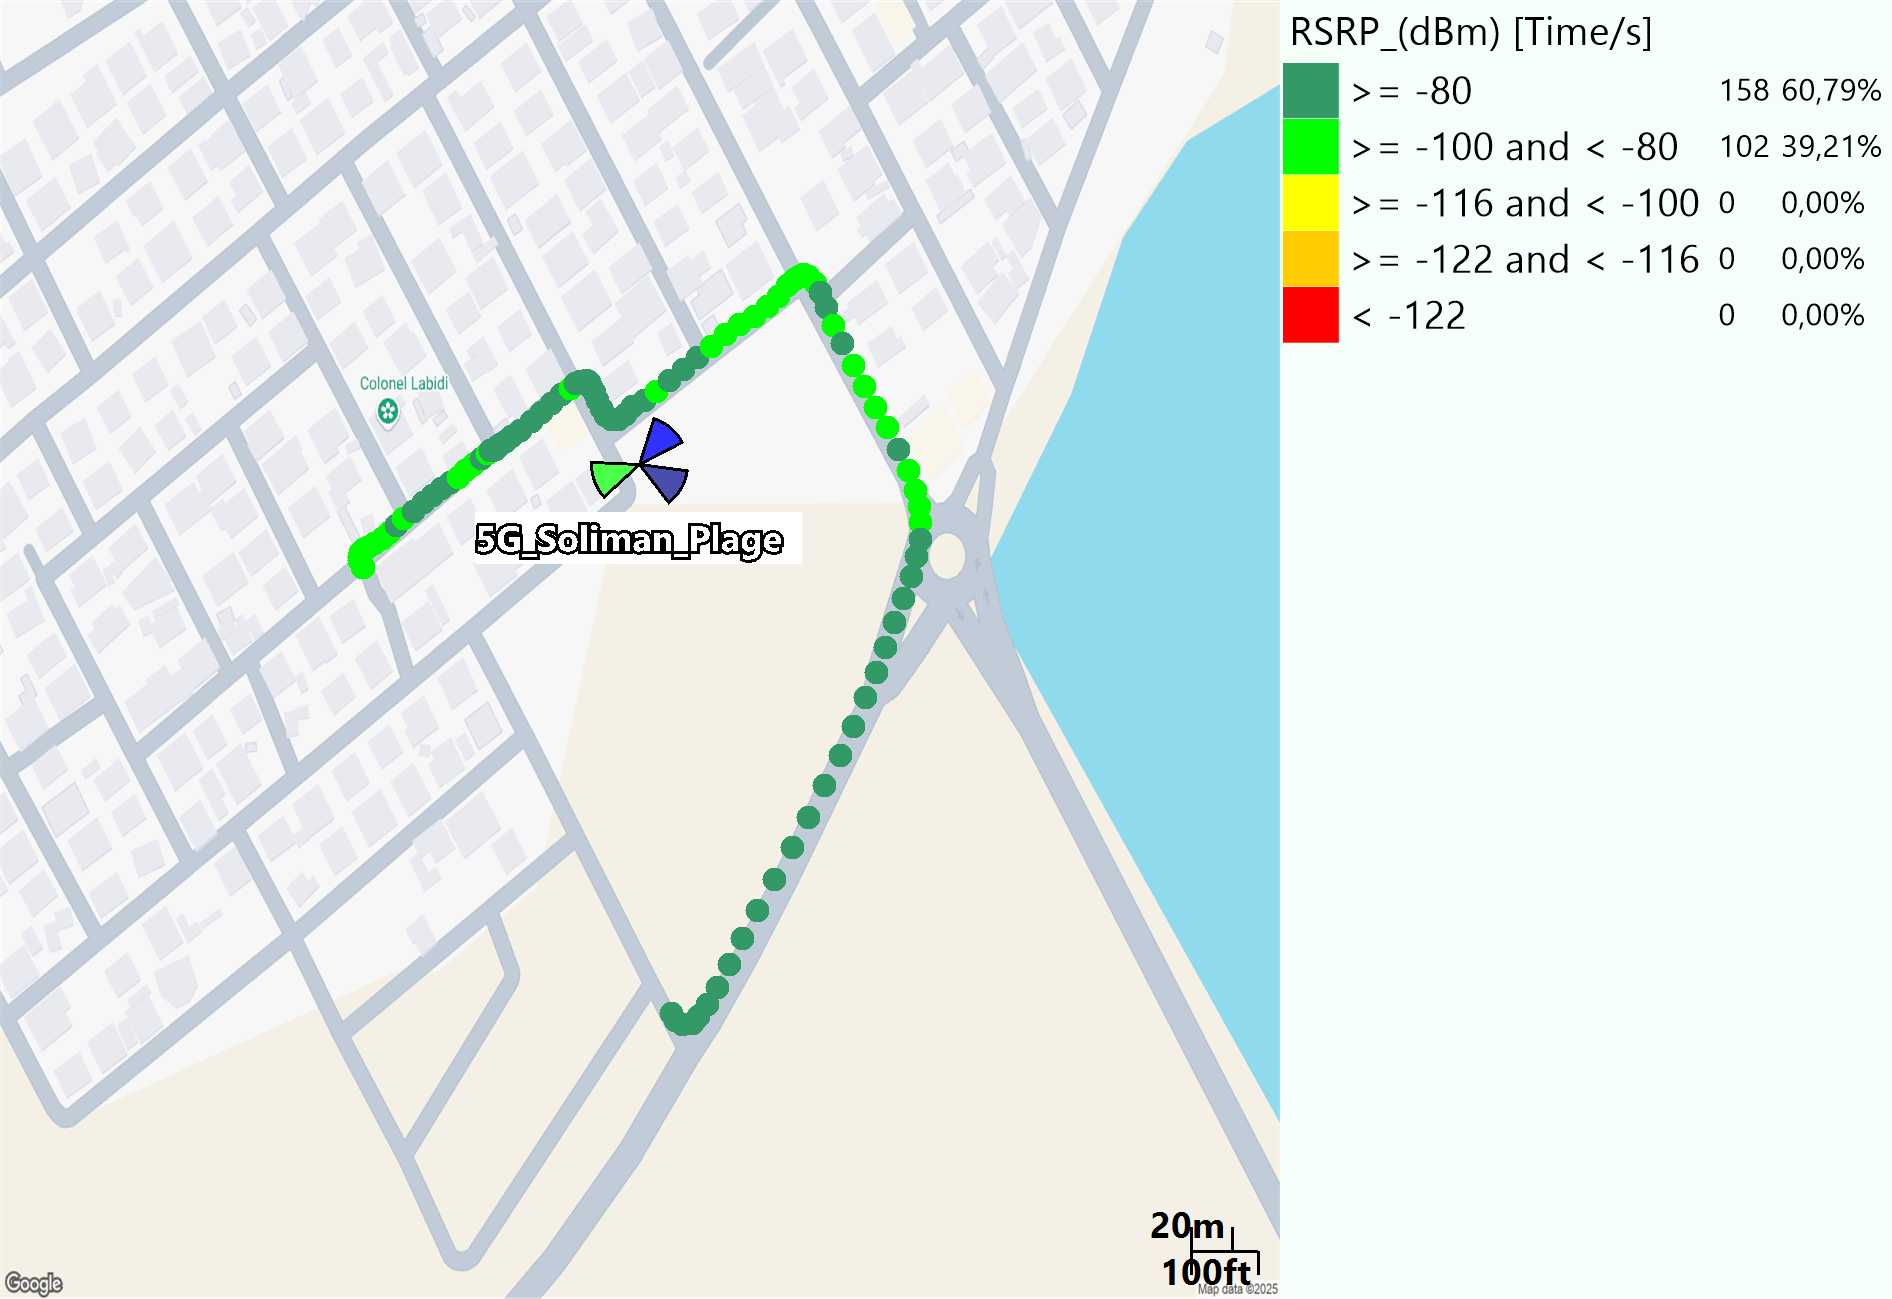 RSRP_(dBm) [Time/s]
>= -80 158 60,79%
>= -100 and < -80 102 39,21%
>= -116 and < -100 0 0,00%
>= -122 and < -116 0 0,00%
< -122 0 0,00%
Colonel Labidi
5G_Soliman_Plage
20m
100ft
Google
Map data ©2025